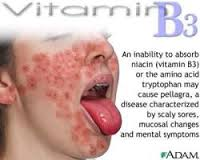 Vitamin
B3
An inability to absorb
niacin (vitamin B3)
or the amino acid
tryptophan may
cause pellagra, a
disease characterized
by scaly sores,
mucosal changes
and mental symptoms
ADAM